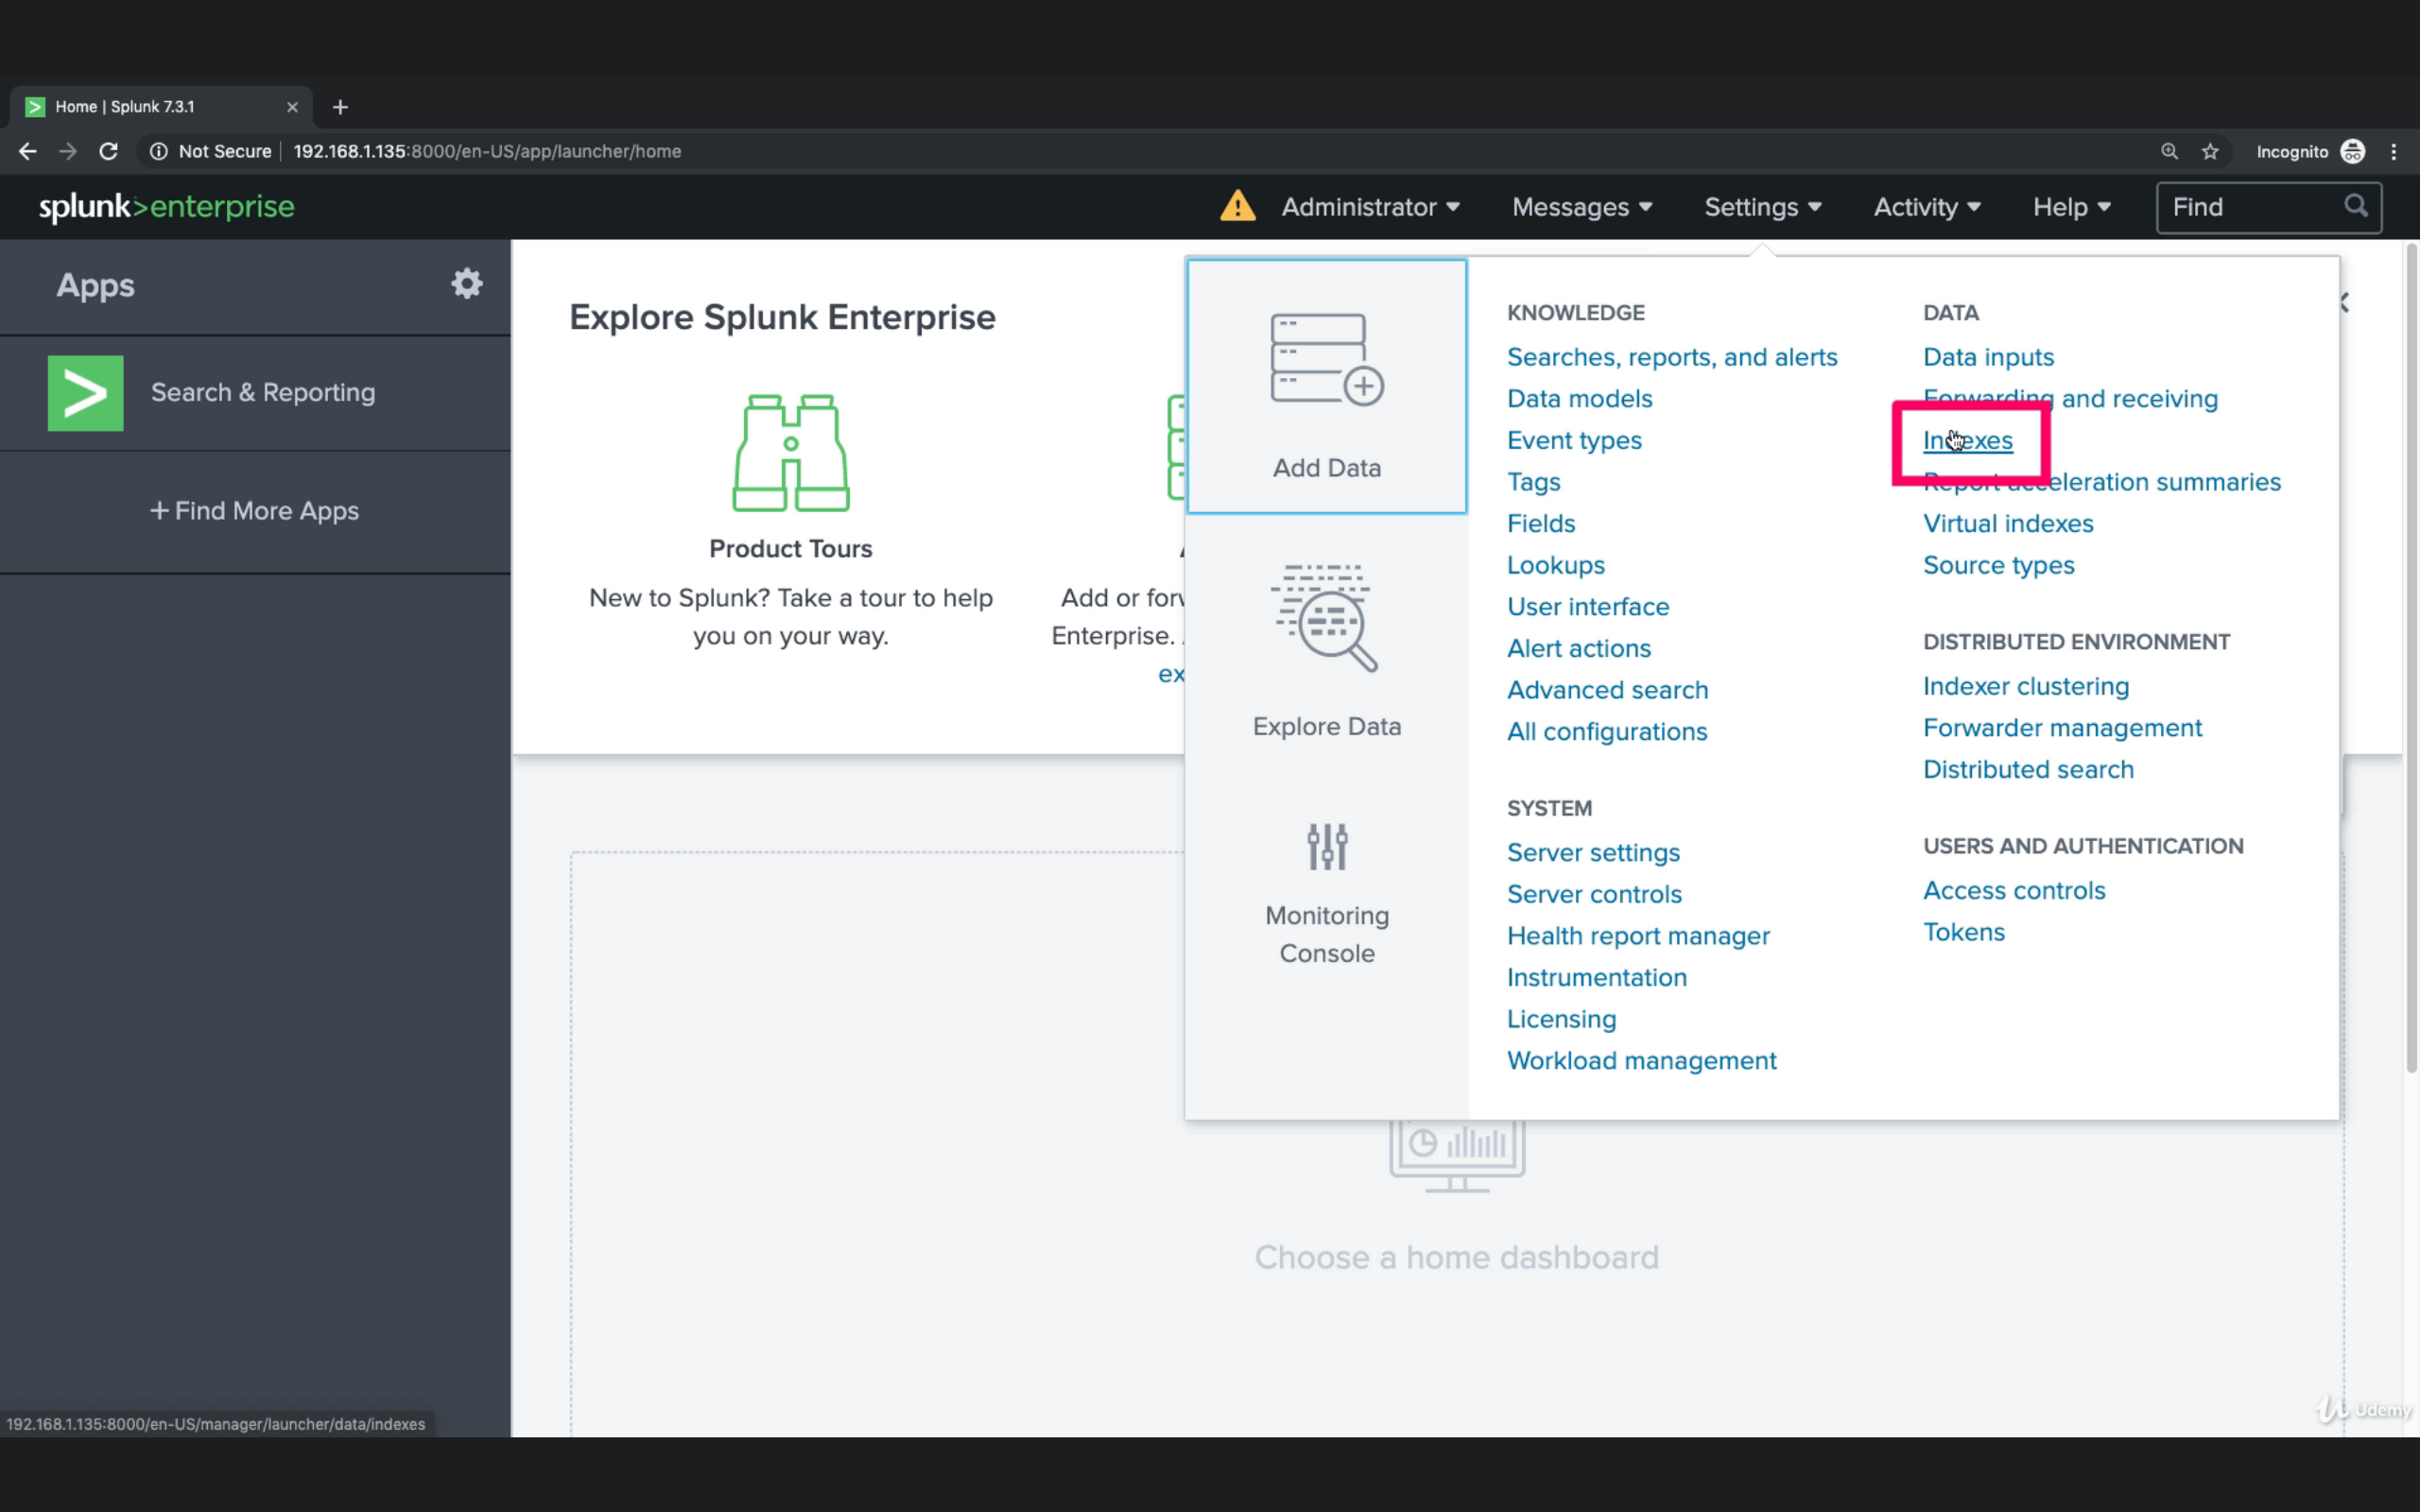 Home | Splunk 7.3.1
Not Secure
192.168.1.135:8000/en-US/app/launcher/home
Incognito
splunk>enterprise
Administrator
Messages
Settings
Activity
Help
Find
Apps
Search & Reporting
+ Find More Apps
Explore Splunk Enterprise
Product Tours
New to Splunk? Take a tour to help
you on your way.
Add or
Enterprise.
Add Data
Explore Data
Monitoring
Console
KNOWLEDGE
Searches, reports, and alerts
Data models
Event types
Tags
Fields
Lookups
User interface
Alert actions
Advanced search
All configurations
SYSTEM
Server settings
Server controls
Health report manager
Instrumentation
Licensing
Workload management
DATA
Data inputs
Forwarding and receiving
Indexes
Report acceleration summaries
Virtual indexes
Source types
DISTRIBUTED ENVIRONMENT
Indexer clustering
Forwarder management
Distributed search
USERS AND AUTHENTICATION
Access controls
Tokens
Choose a home dashboard
192.168.1.135:8000/en-US/manager/launcher/data/indexes
Udemy